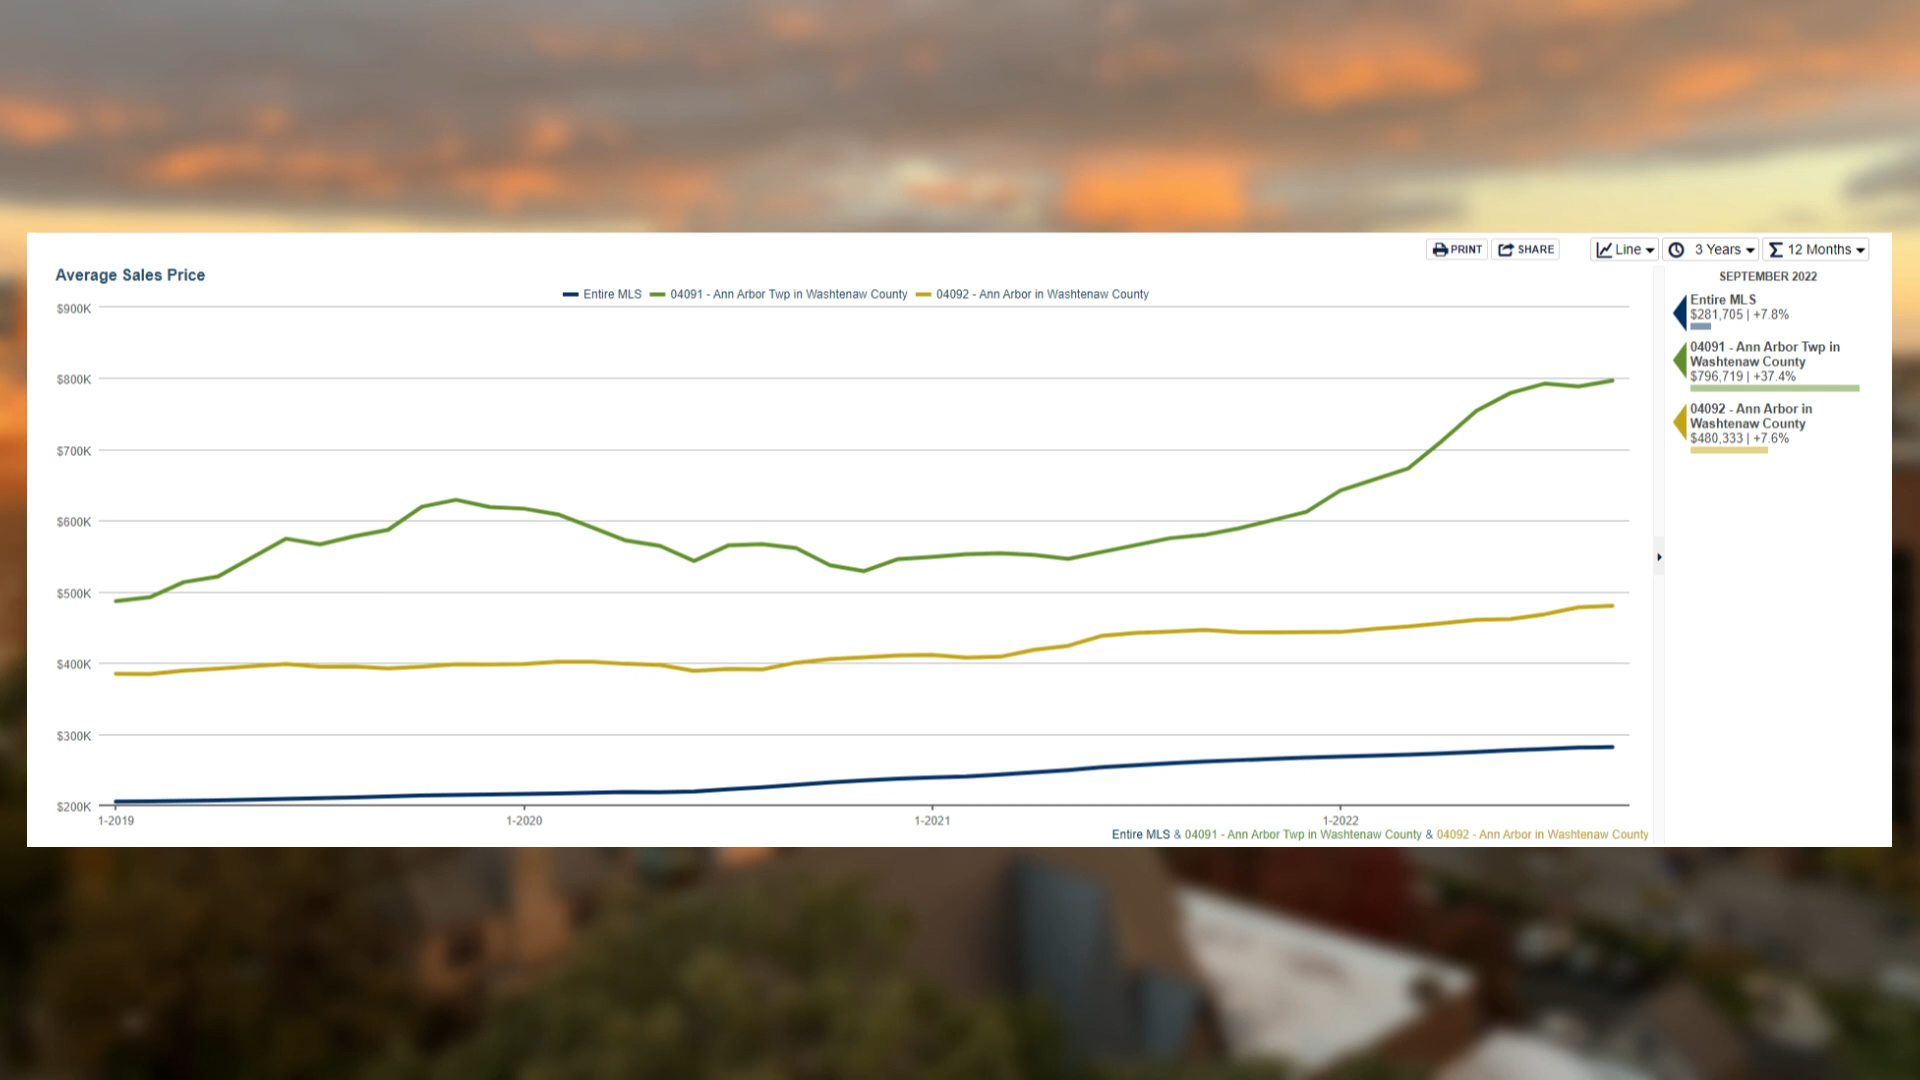 PRINT
SHARE
Line
3 Years
12 Months
Average Sales Price
SEPTEMBER 2022
Entire MLS
04091 - Ann Arbor Twp in Washtenaw County
04092 - Ann Arbor in Washtenaw County
$900K
$800K
$700K
$600K
$500K
$400K
$300K
$200K
1-2019
1-2020
1-2021
1-2022
Entire MLS & 04091 - Ann Arbor Twp in Washtenaw County & 04092 - Ann Arbor in Washtenaw County
Entire MLS
$281,705 | +7.8%
04091 - Ann Arbor Twp in
Washtenaw County
$796,719 | +37.4%
04092 - Ann Arbor in
Washtenaw County
$480,333 | +7.6%